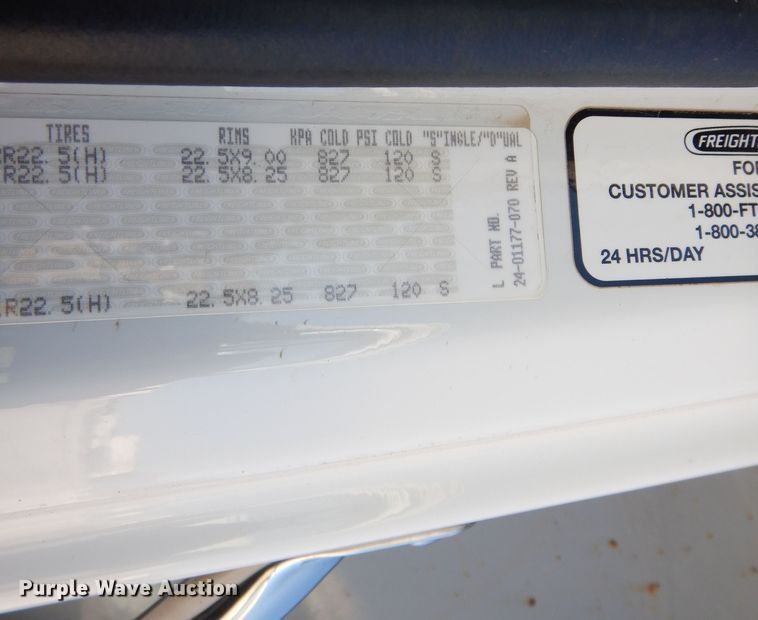 TIRES RIMS KPA COLD PSI COLD "S"INGLE/"D"UAL
R22.5(H) 22.5X9.00 827 120 S
R22.5(H) 22.5X8.25 827 120 S
R22.5(H) 22.5X8.25 827 120 S
L PART NO.
24-01177-070 REV A
FREIGHT
FO
CUSTOMER ASSIS
1-800-FT
1-800-38
24 HRS/DAY
Purple Wave Auction